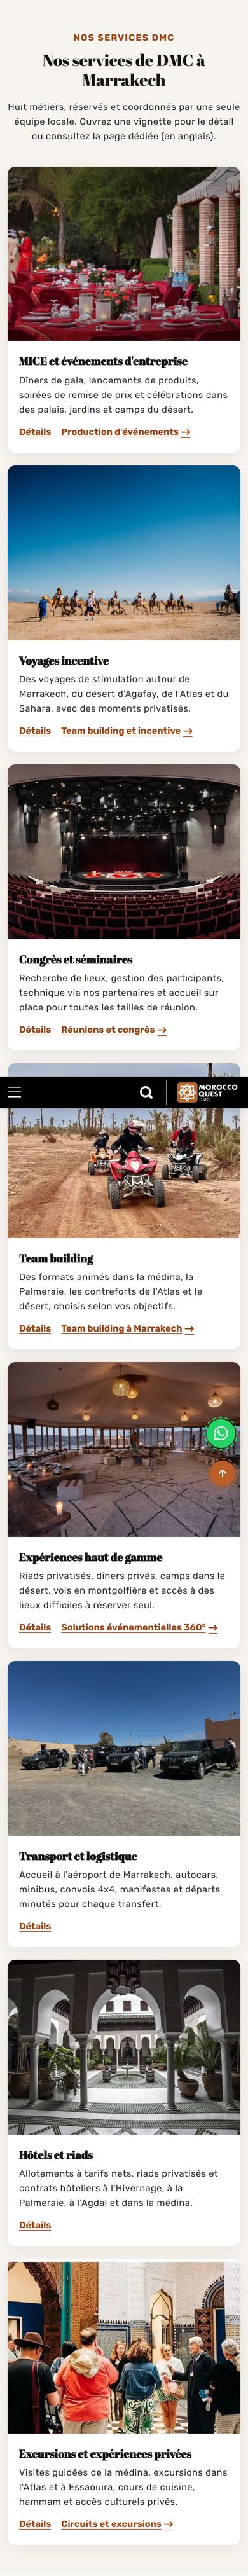 NOS SERVICES DMC
Nos services de DMC à
Marrakech
Huit métiers, réservés et coordonnés par une seule
équipe locale. Ouvrez une vignette pour le détail
ou consultez la page dédiée (en anglais).
MICE et événements d'entreprise
Dîners de gala, lancements de produits,
soirées de remise de prix et célébrations dans
des palais, jardins et camps du désert.
Détails Production d'événements →
Voyages incentive
Des voyages de stimulation autour de
Marrakech, du désert d'Agafay, de l'Atlas et du
Sahara, avec des moments privatisés.
Détails Team building et incentive →
Congrès et séminaires
Recherche de lieux, gestion des participants,
technique via nos partenaires et accueil sur
place pour toutes les tailles de réunion.
Détails Réunions et congrès →
MOROCCO
QUEST
DMC
Team building
Des formats animés dans la médina, la
Palmeraie, les contreforts de l'Atlas et le
désert, choisis selon vos objectifs.
Détails Team building à Marrakech →
Expériences haut de gamme
Riads privatisés, dîners privés, camps dans le
désert, vols en montgolfière et accès à des
lieux difficiles à réserver seul.
Détails Solutions événementielles 360° →
Transport et logistique
Accueil à l'aéroport de Marrakech, autocars,
minibus, convois 4x4, manifestes et départs
minutés pour chaque transfert.
Détails
Hôtels et riads
Allotements à tarifs nets, riads privatisés et
contrats hôteliers à l'Hivernage, à la
Palmeraie, à l'Agdal et dans la médina.
Détails
Excursions et expériences privées
Visites guidées de la médina, excursions dans
l'Atlas et à Essaouira, cours de cuisine,
hammam et accès culturels privés.
Détails Circuits et excursions →